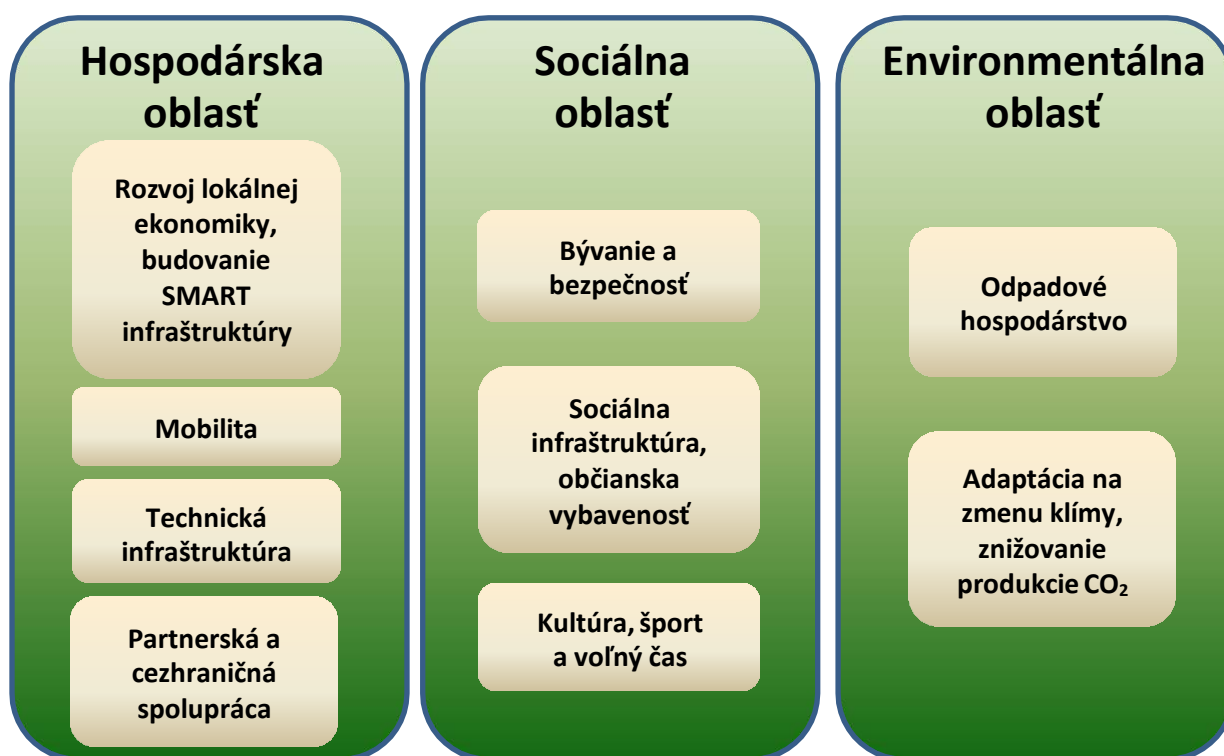 Hospodárska
oblasť
Rozvoj lokálnej
ekonomiky,
budovanie
SMART
infraštruktúry
Mobilita
Technická
infraštruktúra
Partnerská a
cezhraničná
spolupráca
Sociálna
oblasť
Bývanie a
bezpečnosť
Sociálna
infraštruktúra,
občianska
vybavenosť
Kultúra, šport
a voľný čas
Environmentálna
oblasť
Odpadové
hospodárstvo
Adaptácia na
zmenu klímy,
znižovanie
produkcie CO₂